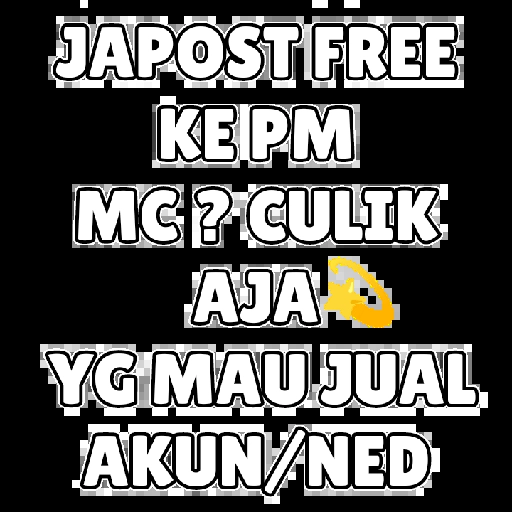 JAPOST FREE
KE PM
MC ? CULIK
AJA💫
YG MAU JUAL
AKUN/NED